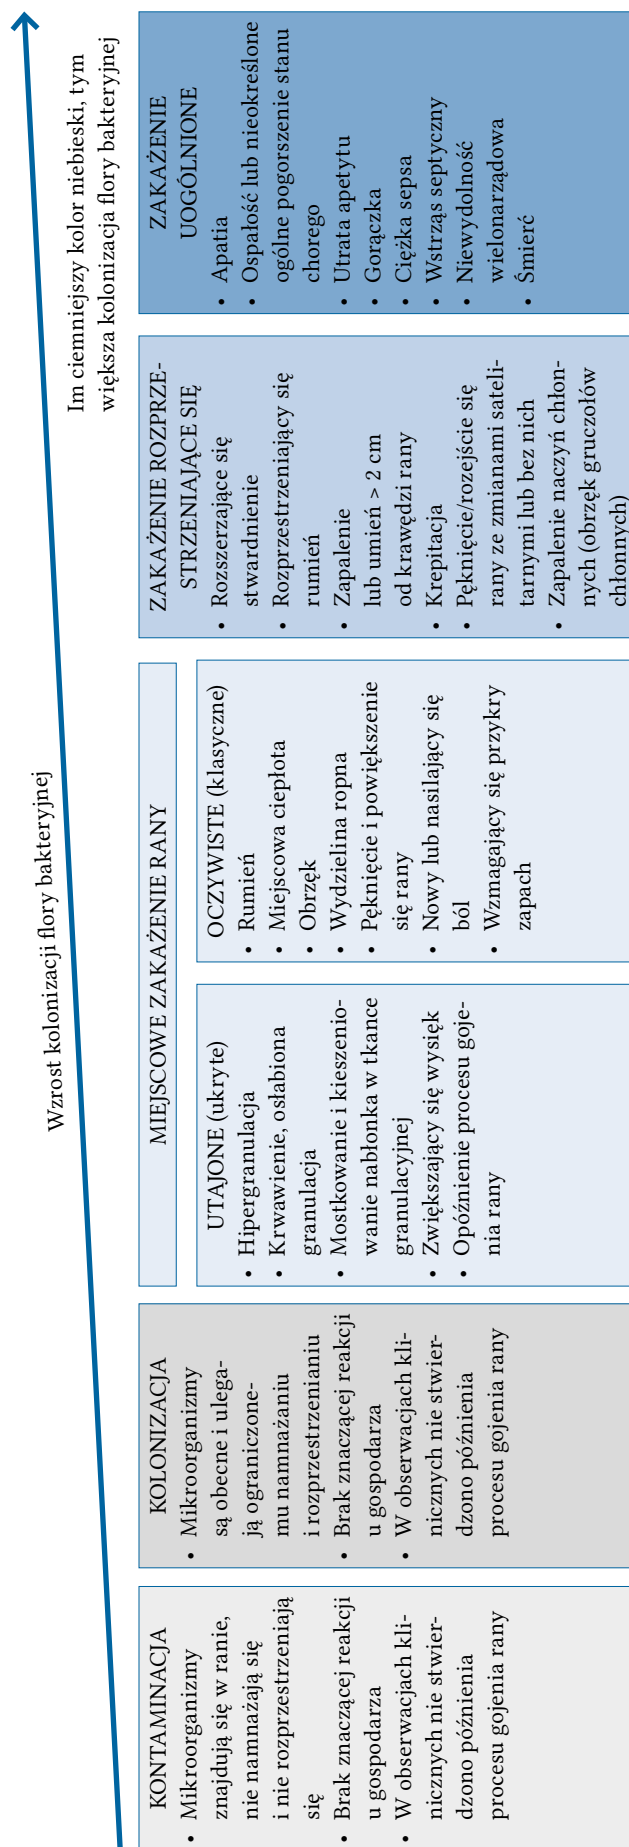 Wzrost kolonizacji flory bakteryjnej
Im ciemniejszy kolor niebieski, tym
większa kolonizacja flory bakteryjnej
KONTAMINACJA
• Mikroorganizmy
znajdują się w ranie,
nie namnażają się
i nie rozprzestrzeniają
się
• Brak znaczącej reakcji
u gospodarza
• W obserwacjach kli-
nicznych nie stwier-
dzono późnienia
procesu gojenia rany
KOLONIZACJA
• Mikroorganizmy
są obecne i ulega-
ją ograniczone-
mu namnażaniu
i rozprzestrzenianiu
• Brak znaczącej reakcji
u gospodarza
• W obserwacjach kli-
nicznych nie stwier-
dzono późnienia
procesu gojenia rany
MIEJSCOWE ZAKAŻENIE RANY
UTAJONE (ukryte)
• Hipergranulacja
• Krwawienie, osłabiona
granulacja
• Mostkowanie i kieszenio-
wanie nabłonka w tkance
granulacyjnej
• Zwiększający się wysięk
• Opóźnienie procesu goje-
nia rany
OCZYWISTE (klasyczne)
• Rumień
• Miejscowa ciepłota
• Obrzęk
• Wydzielina ropna
• Pęknięcie i powiększenie
się rany
• Nowy lub nasilający się
ból
• Wzmagający się przykry
zapach
ZAKAŻENIE ROZPRZE-
STRZENIAJĄCE SIĘ
• Rozszerzające się
stwardnienie
• Rozprzestrzeniający się
rumień
• Zapalenie
lub umień > 2 cm
od krawędzi rany
• Krepitacja
• Pęknięcie/rozejście się
rany ze zmianami sateli-
tarnymi lub bez nich
• Zapalenie naczyń chłon-
nych (obrzęk gruczołów
chłonnych)
ZAKAŻENIE
UOGÓLNIONE
• Apatia
• Ospałość lub nieokreślone
ogólne pogorszenie stanu
chorego
• Utrata apetytu
• Gorączka
• Ciężka sepsa
• Wstrząs septyczny
• Niewydolność
wielonarządowa
• Śmierć